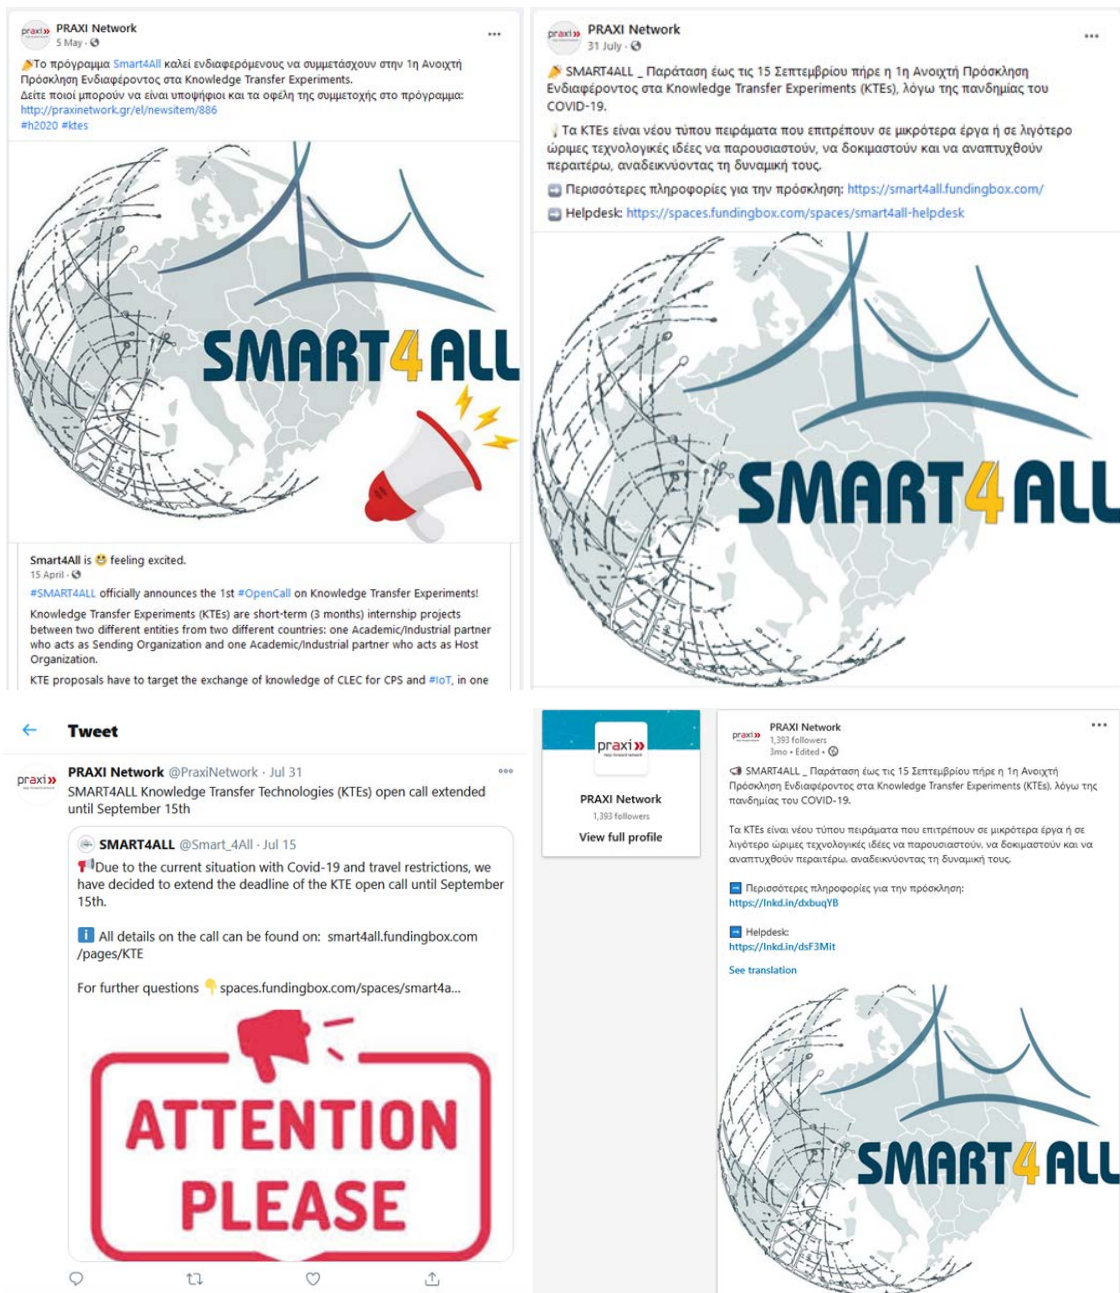 praxi»
PRAXI Network
5 May
Το πρόγραμμα Smart4All καλεί ενδιαφερόμενους να συμμετάσχουν στην 1η Ανοιχτή
Πρόσκληση Ενδιαφέροντος στα Knowledge Transfer Experiments.
Δείτε ποιοί μπορούν να είναι υποψήφιοι και τα οφέλη της συμμετοχής στο πρόγραμμα:
http://praxinetwork.gr/el/newsitem/886
#h2020 #ktes
SMART4ALL
Smart4All is feeling excited.
15 April
#SMART4ALL officially announces the 1st #OpenCall on Knowledge Transfer Experiments!
Knowledge Transfer Experiments (KTEs) are short-term (3 months) internship projects
between two different entities from two different countries: one Academic/Industrial partner
who acts as Sending Organization and one Academic/Industrial partner who acts as Host
Organization.
KTE proposals have to target the exchange of knowledge of CLEC for CPS and #IoT, in one
praxi»
PRAXI Network
31 July
SMART4ALL _ Παράταση έως τις 15 Σεπτεμβρίου πήρε η 1η Ανοιχτή Πρόσκληση
Ενδιαφέροντος στα Knowledge Transfer Experiments (KTEs), λόγω της πανδημίας του
COVID-19.
Τα KTEs είναι νέου τύπου πειράματα που επιτρέπουν σε μικρότερα έργα ή σε λιγότερο
ώριμες τεχνολογικές ιδέες να παρουσιαστούν, να δοκιμαστούν και να αναπτυχθούν
περαιτέρω, αναδεικνύοντας τη δυναμική τους.
Περισσότερες πληροφορίες για την πρόσκληση: https://smart4all.fundingbox.com/
Helpdesk: https://spaces.fundingbox.com/spaces/smart4all-helpdesk
SMART4ALL
Tweet
praxi»
PRAXI Network @PraxiNetwork · Jul 31
SMART4ALL Knowledge Transfer Technologies (KTEs) open call extended
until September 15th
SMART4ALL @Smart_4All · Jul 15
Due to the current situation with Covid-19 and travel restrictions, we
have decided to extend the deadline of the KTE open call until September
15th.
All details on the call can be found on: smart4all.fundingbox.com
/pages/KTE
For further questions spaces.fundingbox.com/spaces/smart4a...
ATTENTION
PLEASE
praxi»
PRAXI Network
1,393 followers
View full profile
praxi»
PRAXI Network
1,393 followers
3mo • Edited •
SMART4ALL _ Παράταση έως τις 15 Σεπτεμβρίου πήρε η 1η Ανοιχτή
Πρόσκληση Ενδιαφέροντος στα Knowledge Transfer Experiments (KTEs), λόγω της
πανδημίας του COVID-19.
Τα KTEs είναι νέου τύπου πειράματα που επιτρέπουν σε μικρότερα έργα ή σε
λιγότερο ώριμες τεχνολογικές ιδέες να παρουσιαστούν, να δοκιμαστούν και να
αναπτυχθούν περαιτέρω, αναδεικνύοντας τη δυναμική τους.
Περισσότερες πληροφορίες για την πρόσκληση:
https://lnkd.in/dxbuqYB
Helpdesk:
https://lnkd.in/dsF3Mit
See translation
SMART4ALL